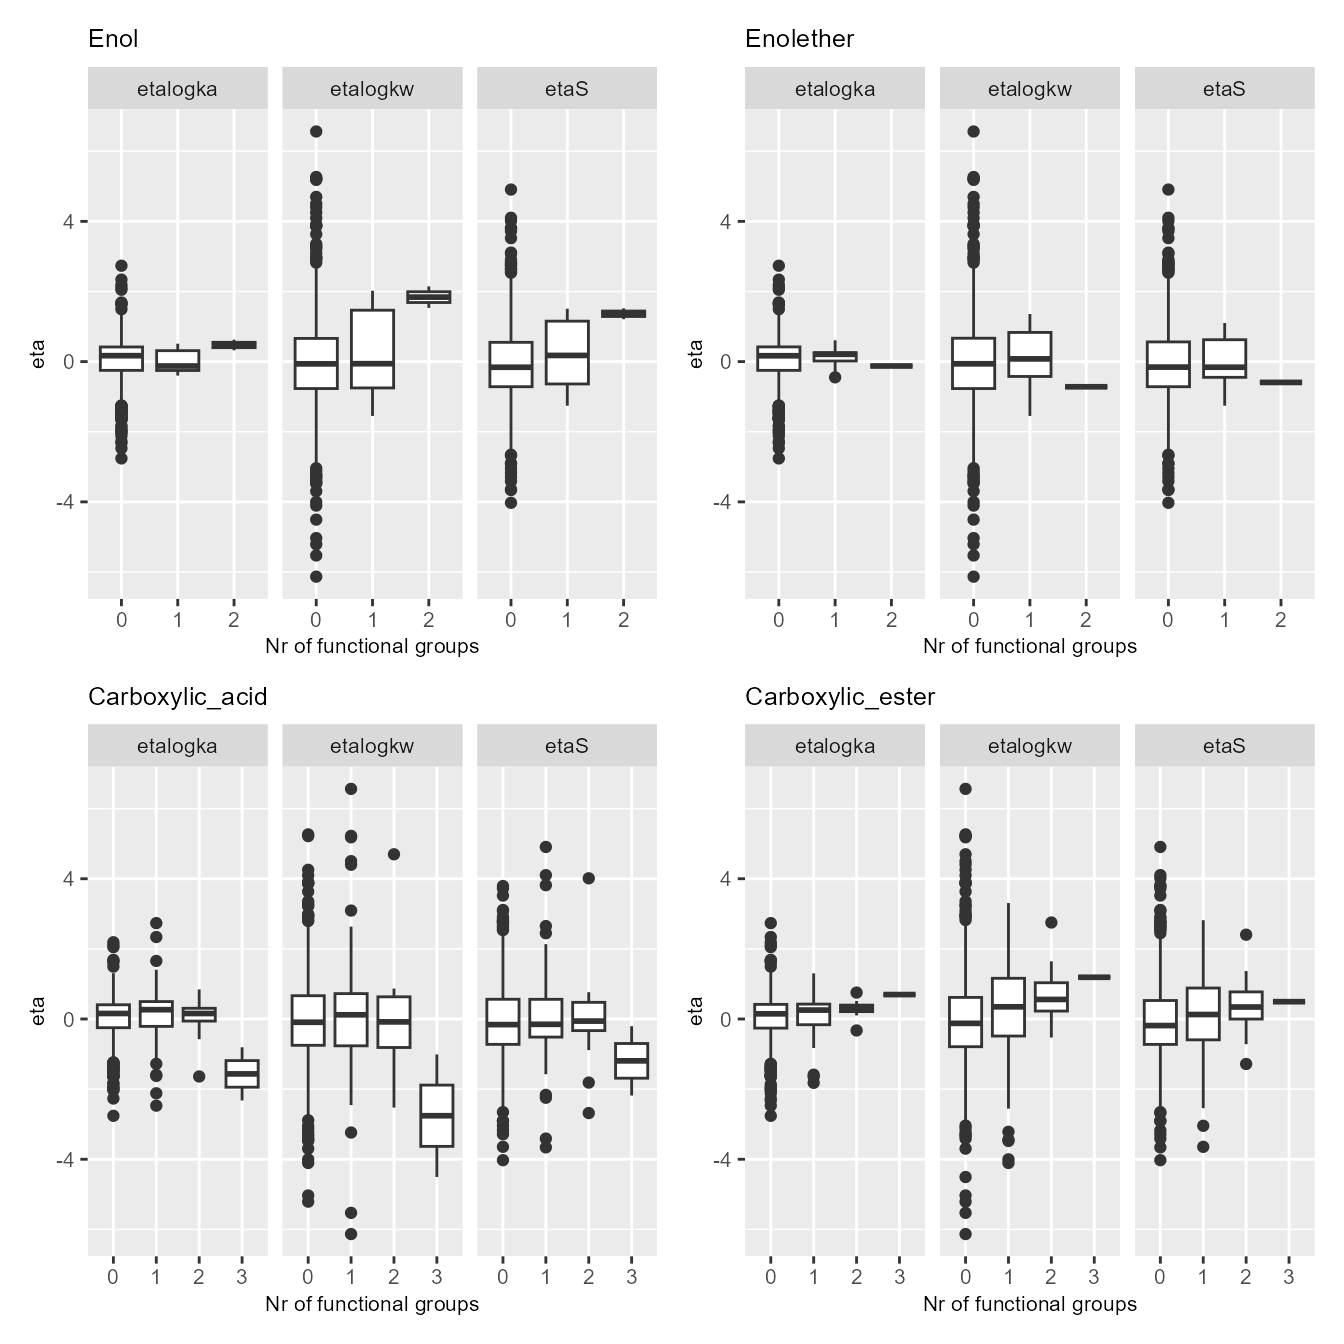 Enol
etalogka etalogkw etaS
eta
4
0
-4
0 1 2 0 1 2 0 1 2
Nr of functional groups
Enolether
etalogka etalogkw etaS
eta
4
0
-4
0 1 2 0 1 2 0 1 2
Nr of functional groups
Carboxylic_acid
etalogka etalogkw etaS
eta
4
0
-4
0 1 2 3 0 1 2 3 0 1 2 3
Nr of functional groups
Carboxylic_ester
etalogka etalogkw etaS
eta
4
0
-4
0 1 2 3 0 1 2 3 0 1 2 3
Nr of functional groups